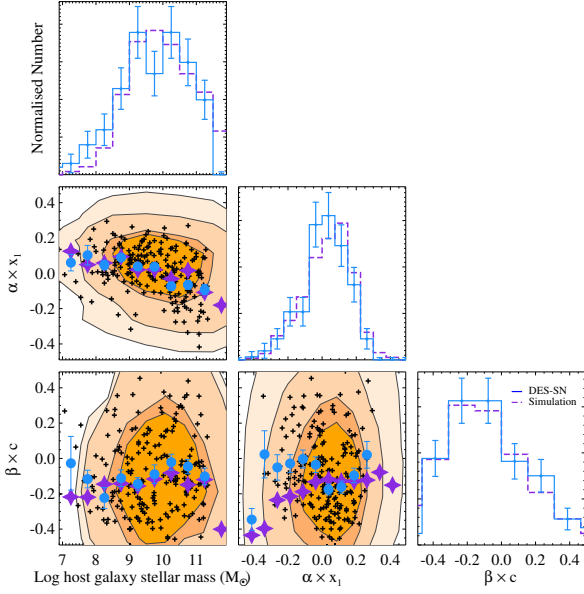 Normalised Number
0.4
0.2
0.0
-0.2
-0.4
α × x₁
0.4
0.2
0.0
-0.2
-0.4
β × c
DES-SN
Simulation
7 8 9 10 11
-0.4 -0.2 0.0 0.2 0.4
-0.4 -0.2 0.0 0.2 0.4
Log host galaxy stellar mass (M⊙)
α × x₁
β × c